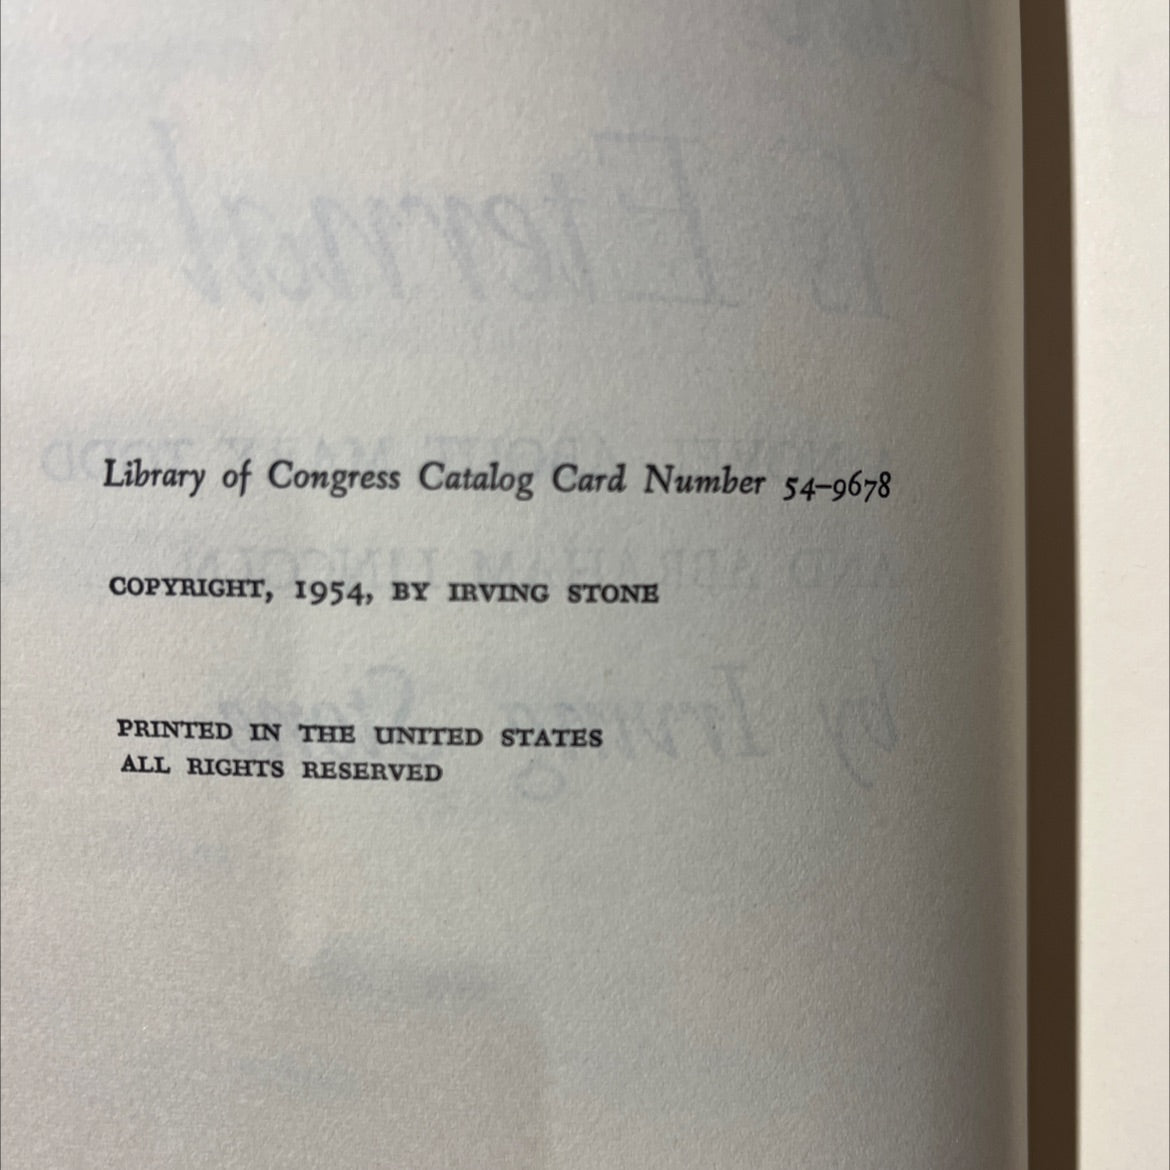 Library of Congress Catalog Card Number 54–9678
COPYRIGHT, 1954, BY IRVING STONE
PRINTED IN THE UNITED STATES
ALL RIGHTS RESERVED